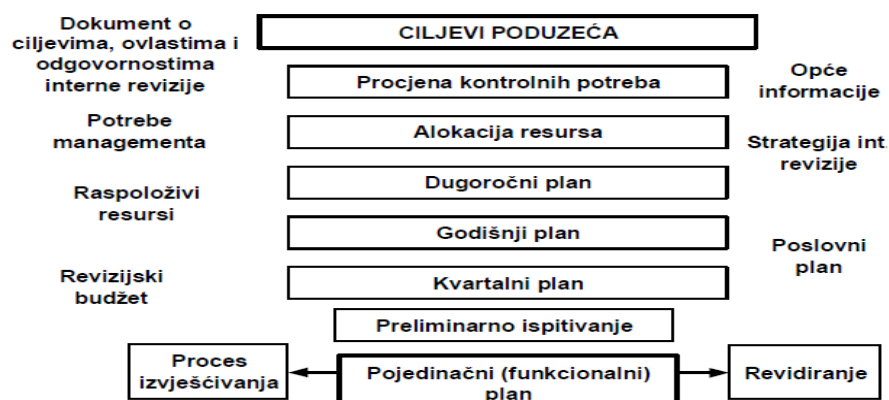 Dokument o
ciljevima, ovlastima i
odgovornostima
interne revizije
CILJEVI PODUZEĆA
Procjena kontrolnih potreba
Opće
informacije
Potrebe
managementa
Alokacija resursa
Strategija int.
revizije
Dugoročni plan
Raspoloživi
resursi
Godišnji plan
Poslovni
plan
Revizijski
budžet
Kvartalni plan
Preliminarno ispitivanje
Proces
izvješćivanja
Pojedinačni (funkcionalni)
plan
Revidiranje